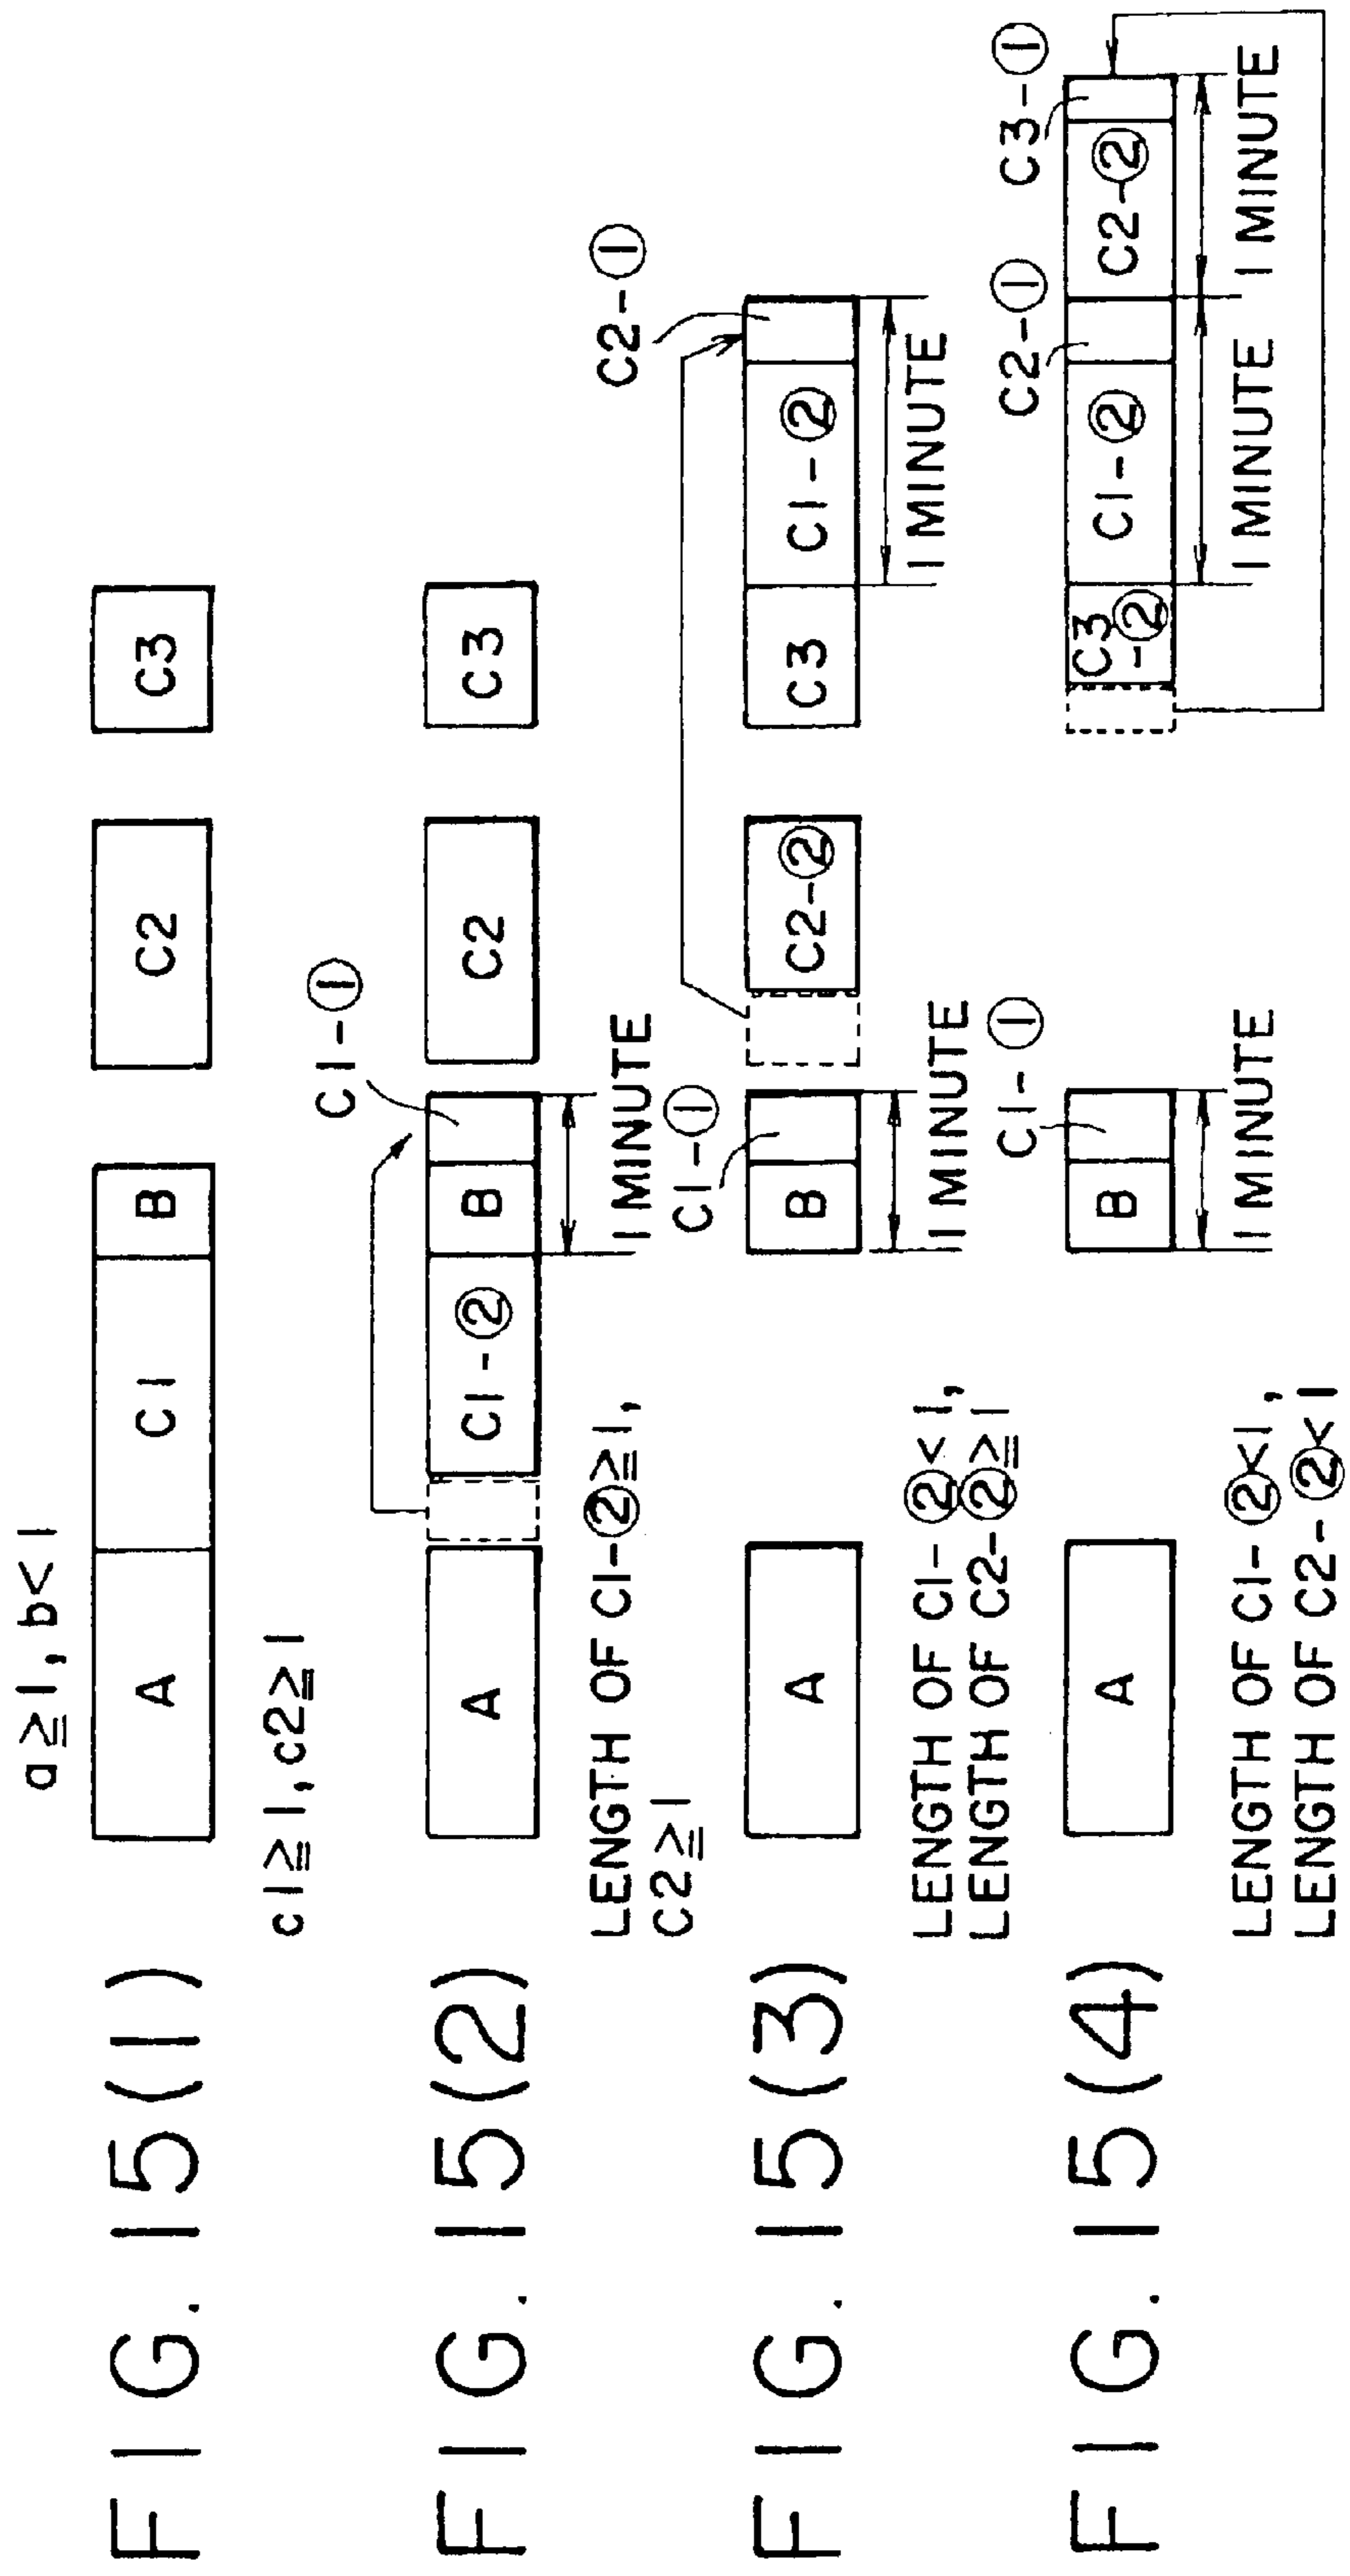 FIG. 15(1)
a≧1, b<1
A
C1
B
C2
C3
c1≧1, c2≧1
FIG. 15(2)
C1-①
A
C1-②
B
C2
C3
1 MINUTE
LENGTH OF C1-②≧1,
C2≧1
FIG. 15(3)
C2-①
A
B
C2-②
C3
C1-②
C1-①
1 MINUTE
1 MINUTE
LENGTH OF C1-②<1,
LENGTH OF C2-②≧1
FIG. 15(4)
C1-①
C2-①
C3-①
A
B
C3
-②
C1-②
C2-②
1 MINUTE
1 MINUTE
1 MINUTE
LENGTH OF C1-②<1,
LENGTH OF C2-②<1